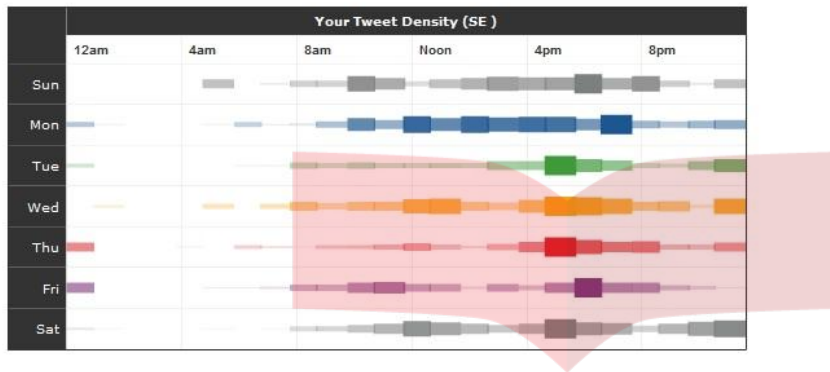 Your Tweet Density (SE )
12am 4am 8am Noon 4pm 8pm
Sun
Mon
Tue
Wed
Thu
Fri
Sat